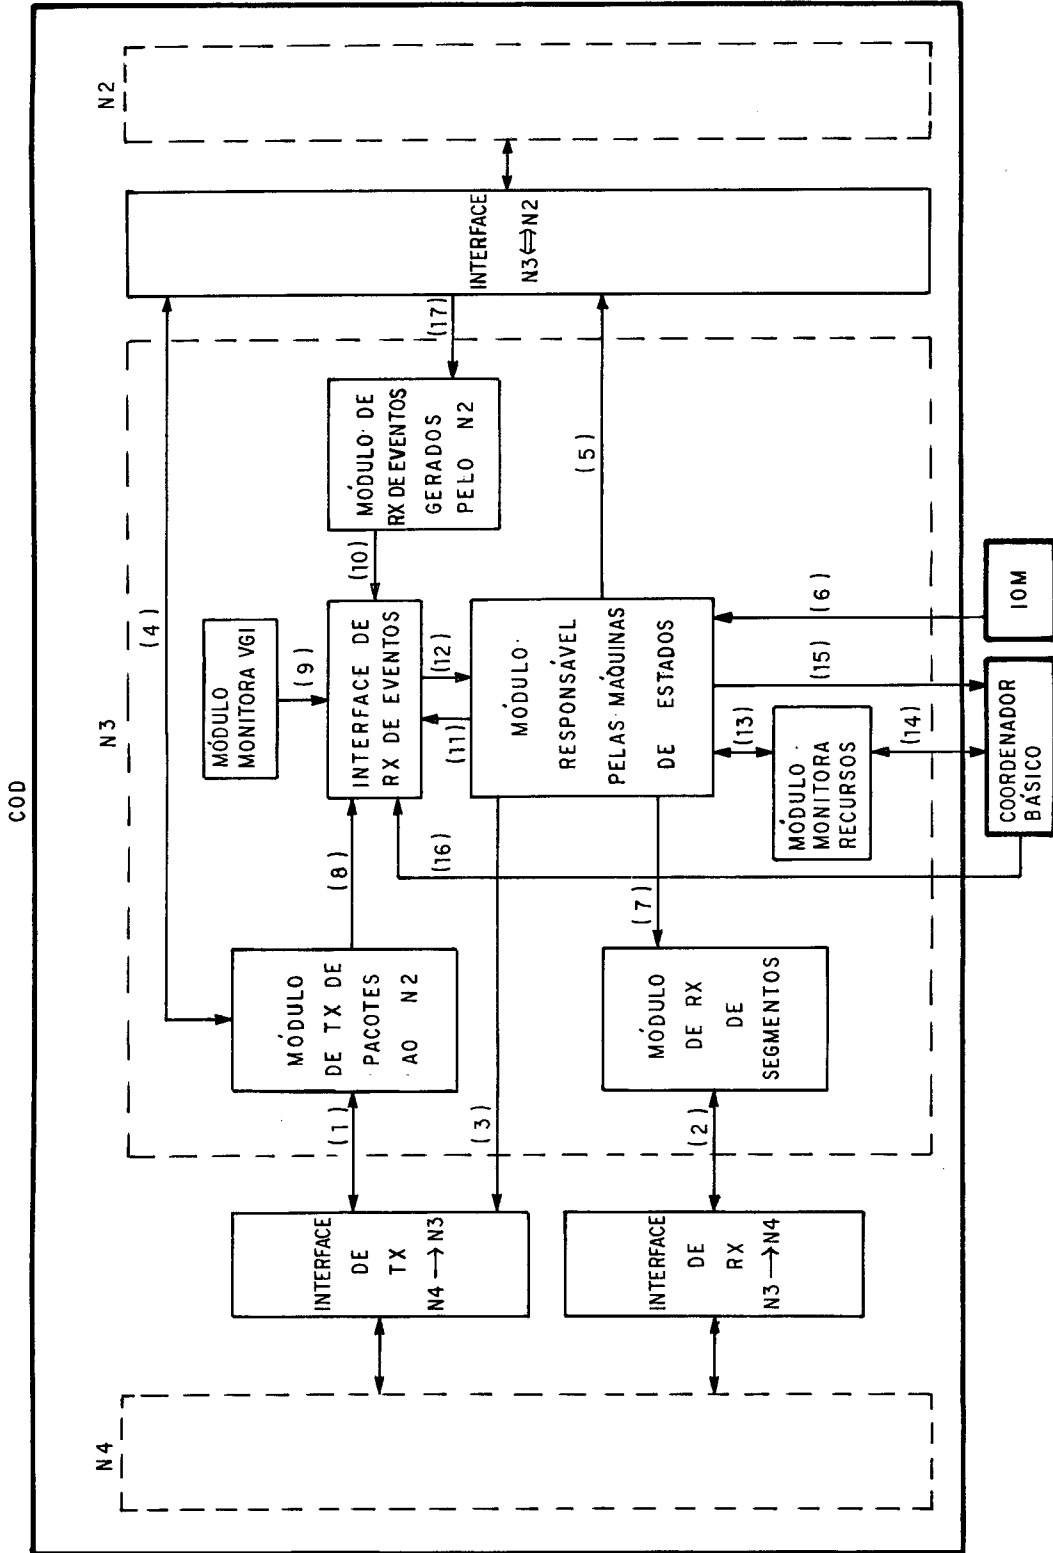 COD
N4
N3
N2
INTERFACE
DE
TX
N4→N3
(1)
MÓDULO
DE TX DE
PACOTES
AO N2
(4)
(8)
MÓDULO
MONITORA VGI
(9)
INTERFACE DE
RX DE EVENTOS
(10)
MÓDULO DE
RX DE EVENTOS
GERADOS
PELO N2
(17)
INTERFACE
N3⇔N2
(3)
(16)
(11)
(12)
MÓDULO
RESPONSÁVEL
PELAS MÁQUINAS
DE ESTADOS
(5)
INTERFACE
DE
RX
N3→N4
(2)
MÓDULO
DE RX
DE
SEGMENTOS
(7)
(13)
MÓDULO
MONITORA
RECURSOS
(14)
(15)
(6)
COORDENADOR
BÁSICO
IOM